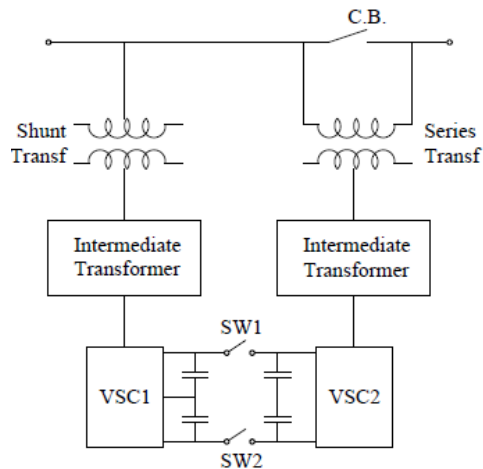 C.B.
Shunt
Transf
Series
Transf
Intermediate
Transformer
Intermediate
Transformer
SW1
VSC1
VSC2
SW2